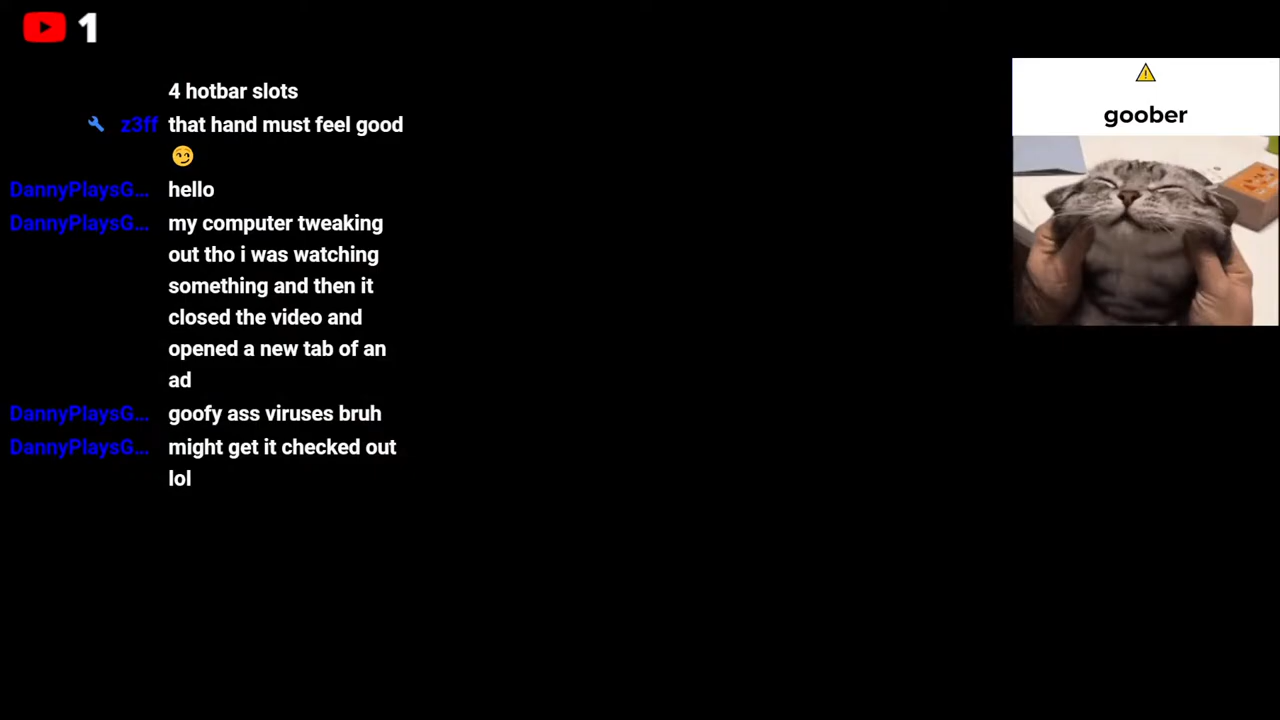 1
4 hotbar slots
z3ff that hand must feel good
😏
DannyPlaysG... hello
DannyPlaysG... my computer tweaking
out tho i was watching
something and then it
closed the video and
opened a new tab of an
ad
DannyPlaysG... goofy ass viruses bruh
DannyPlaysG... might get it checked out
lol
⚠️
goober